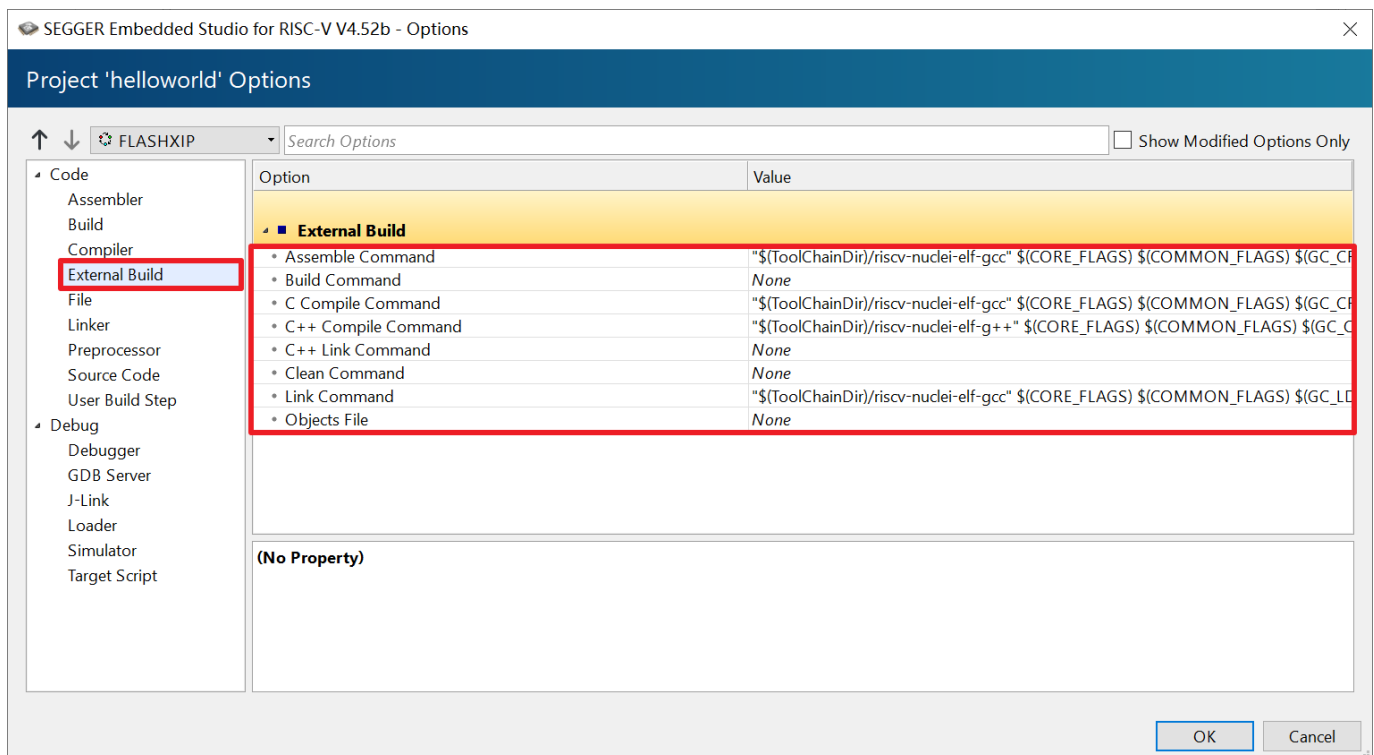 SEGGER Embedded Studio for RISC-V V4.52b - Options
Project 'helloworld' Options
FLASHXIP
Search Options
Show Modified Options Only
Code
Assembler
Build
Compiler
External Build
File
Linker
Preprocessor
Source Code
User Build Step
Debug
Debugger
GDB Server
J-Link
Loader
Simulator
Target Script
Option Value
External Build
Assemble Command "$(ToolChainDir)/riscv-nuclei-elf-gcc" $(CORE_FLAGS) $(COMMON_FLAGS) $(GC_CF
Build Command None
C Compile Command "$(ToolChainDir)/riscv-nuclei-elf-gcc" $(CORE_FLAGS) $(COMMON_FLAGS) $(GC_CF
C++ Compile Command "$(ToolChainDir)/riscv-nuclei-elf-g++" $(CORE_FLAGS) $(COMMON_FLAGS) $(GC_C
C++ Link Command None
Clean Command None
Link Command "$(ToolChainDir)/riscv-nuclei-elf-gcc" $(CORE_FLAGS) $(COMMON_FLAGS) $(GC_LD
Objects File None
(No Property)
OK Cancel